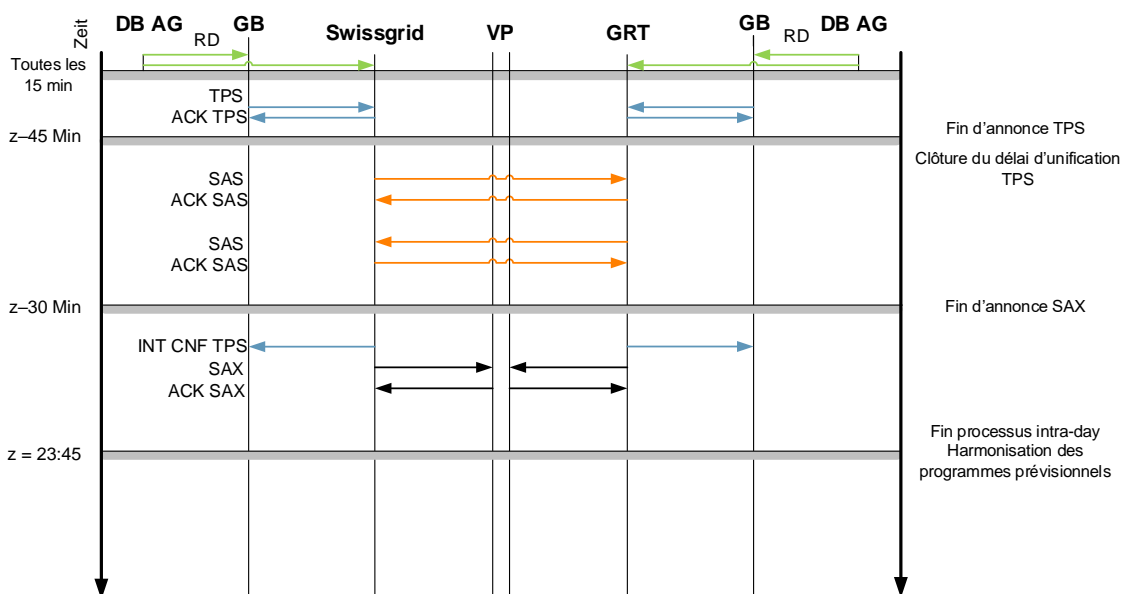 Zeit
DB AG
GB
Swissgrid
VP
GRT
GB
DB AG
RD
RD
Toutes les
15 min
TPS
ACK TPS
z–45 Min
Fin d'annonce TPS
Clôture du délai d'unification
TPS
SAS
ACK SAS
SAS
ACK SAS
z–30 Min
Fin d'annonce SAX
INT CNF TPS
SAX
ACK SAX
z = 23:45
Fin processus intra-day
Harmonisation des
programmes prévisionnels